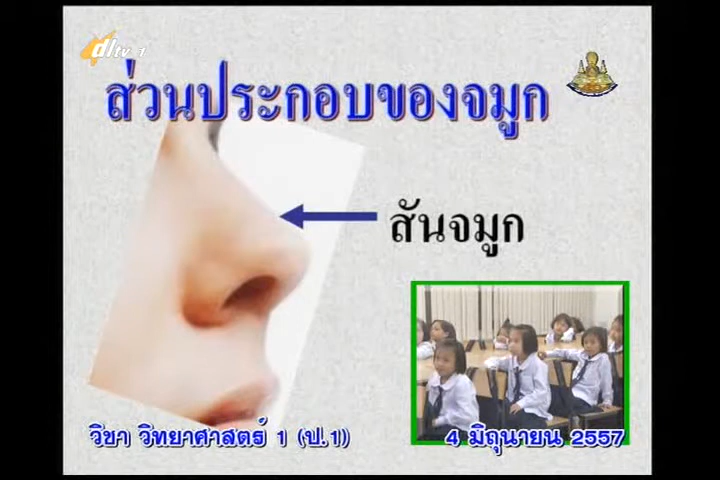 dltv 1
ส่วนประกอบของจมูก
สันจมูก
วิชา วิทยาศาสตร์ 1 (ป.1)
4 มิถุนายน 2557